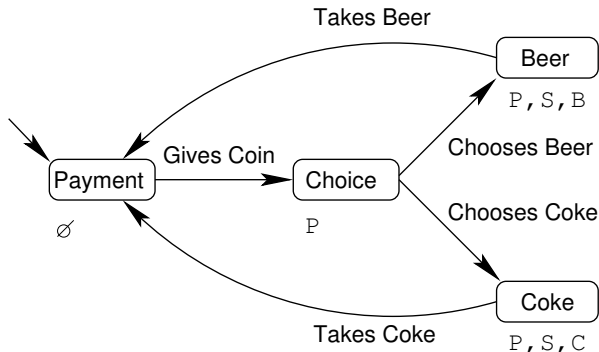 Takes Beer
Beer
P, S, B
Gives Coin
Chooses Beer
Payment
Choice
Chooses Coke
∅
P
Coke
Takes Coke
P, S, C